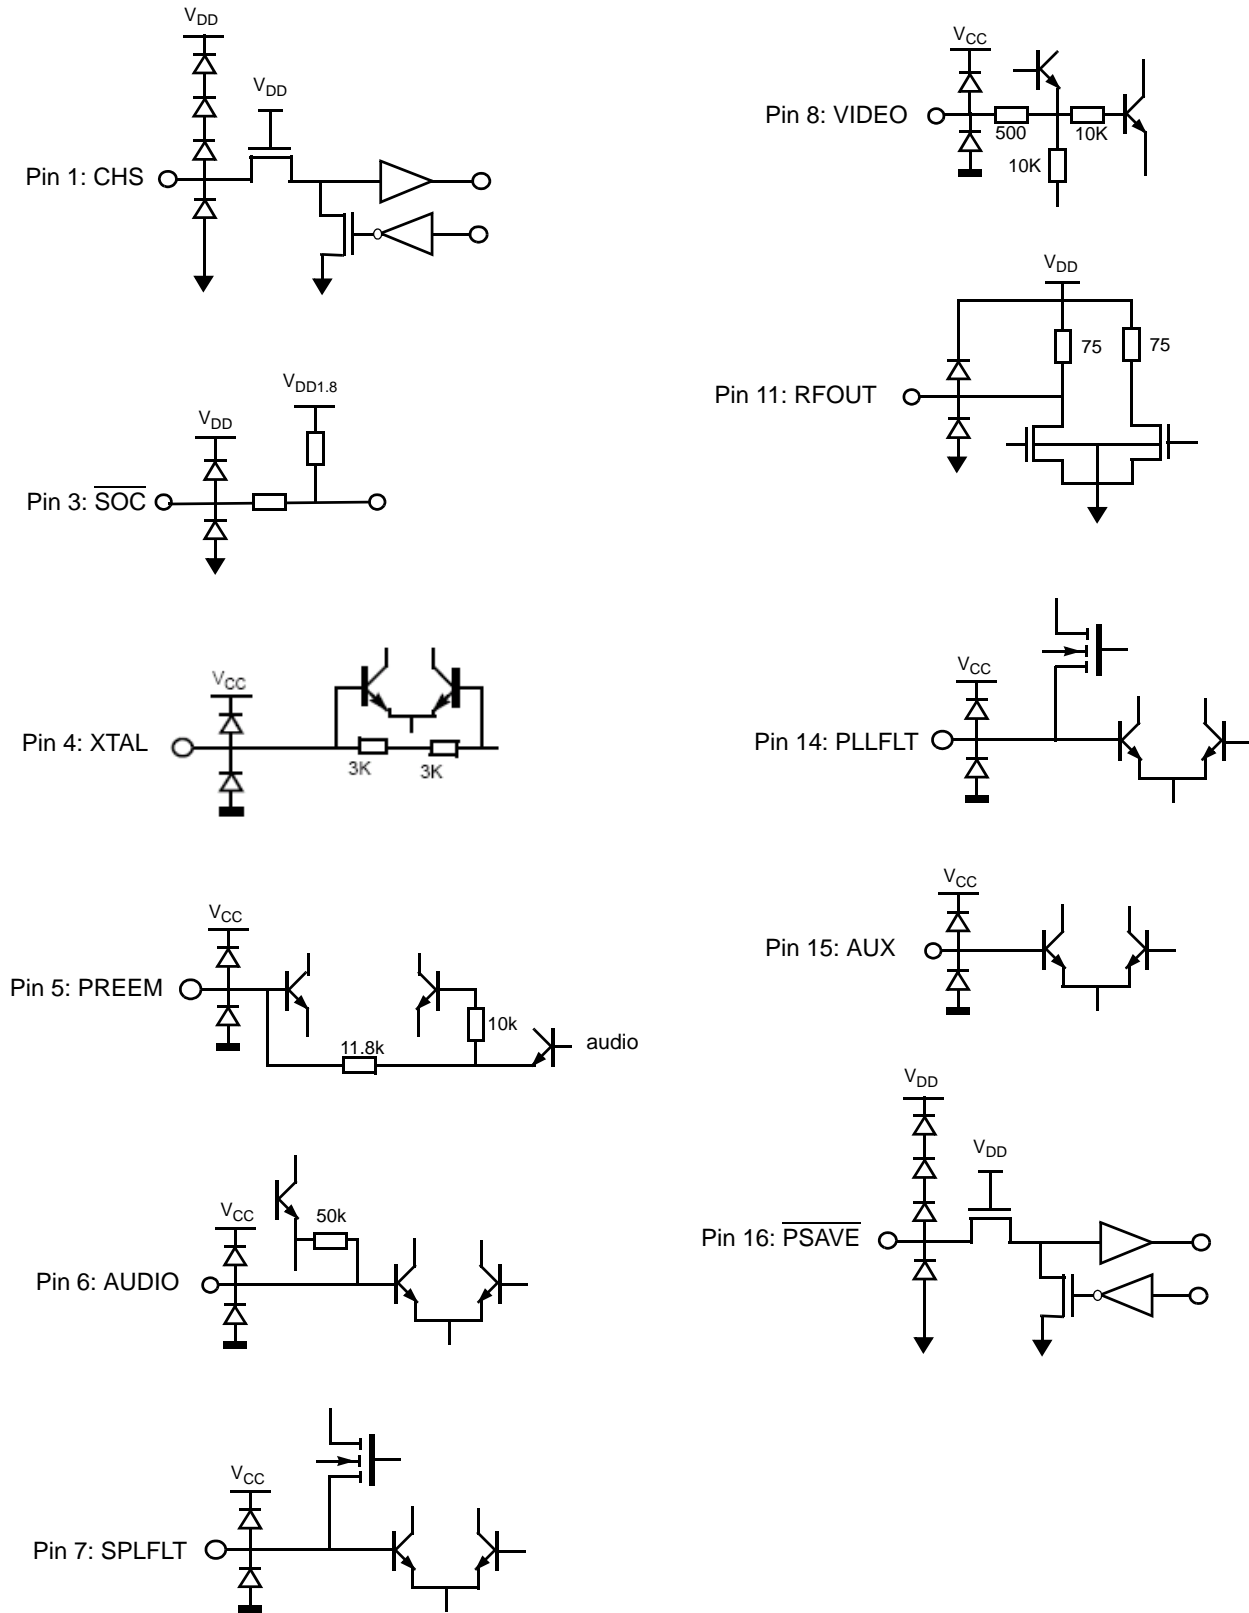 VDD
VDD
Pin 1: CHS
VDD1.8
VDD
Pin 3: SOC
VCC
Pin 4: XTAL
3K
3K
VCC
Pin 5: PREEM
10k
11.8k
audio
50k
VCC
Pin 6: AUDIO
VCC
Pin 7: SPLFLT
VCC
Pin 8: VIDEO
500
10K
10K
VDD
75
75
Pin 11: RFOUT
VCC
Pin 14: PLLFLT
VCC
Pin 15: AUX
VDD
VDD
Pin 16: PSAVE